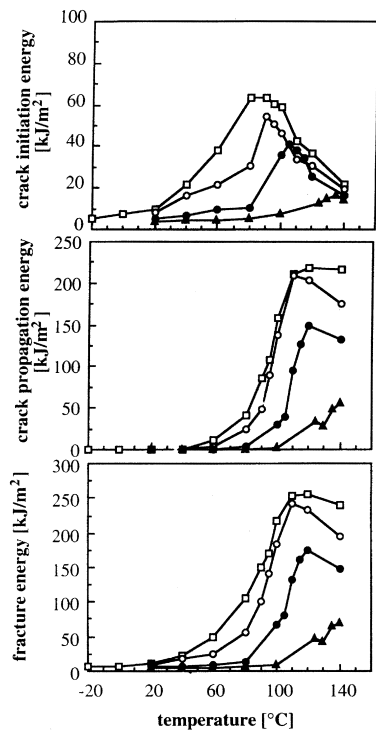 100
80
60
40
20
0
crack initiation energy
[kJ/m²]
250
200
150
100
50
0
crack propagation energy
[kJ/m²]
300
250
200
150
100
50
0
fracture energy [kJ/m²]
-20 20 60 100 140
temperature [°C]